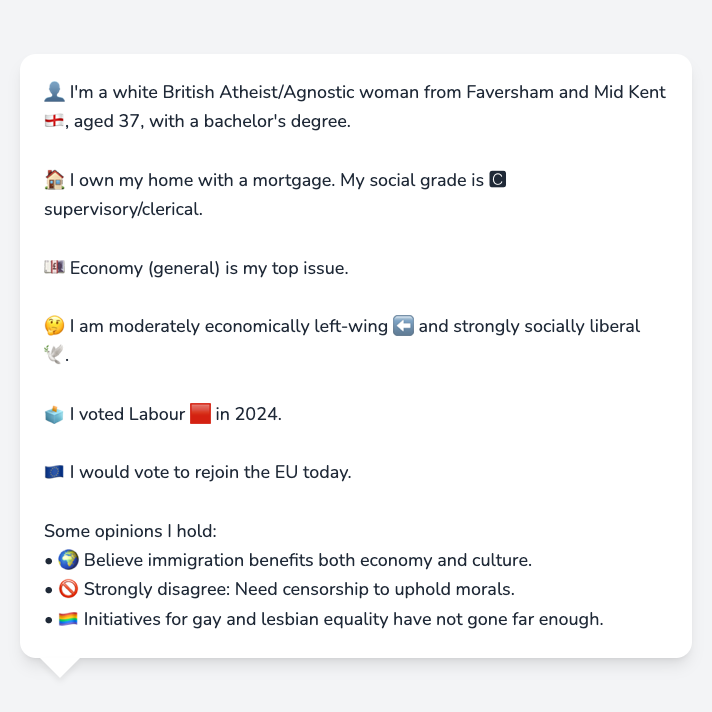 👤 I'm a white British Atheist/Agnostic woman from Faversham and Mid Kent
🏴󠁧󠁢󠁥󠁮󠁧󠁿, aged 37, with a bachelor's degree.
🏠 I own my home with a mortgage. My social grade is C
supervisory/clerical.
💷 Economy (general) is my top issue.
🤔 I am moderately economically left-wing ⬅️ and strongly socially liberal
🕊️.
🗳️ I voted Labour 🟥 in 2024.
🇪🇺 I would vote to rejoin the EU today.
Some opinions I hold:
• 🌍 Believe immigration benefits both economy and culture.
• 🚫 Strongly disagree: Need censorship to uphold morals.
• 🏳️‍🌈 Initiatives for gay and lesbian equality have not gone far enough.